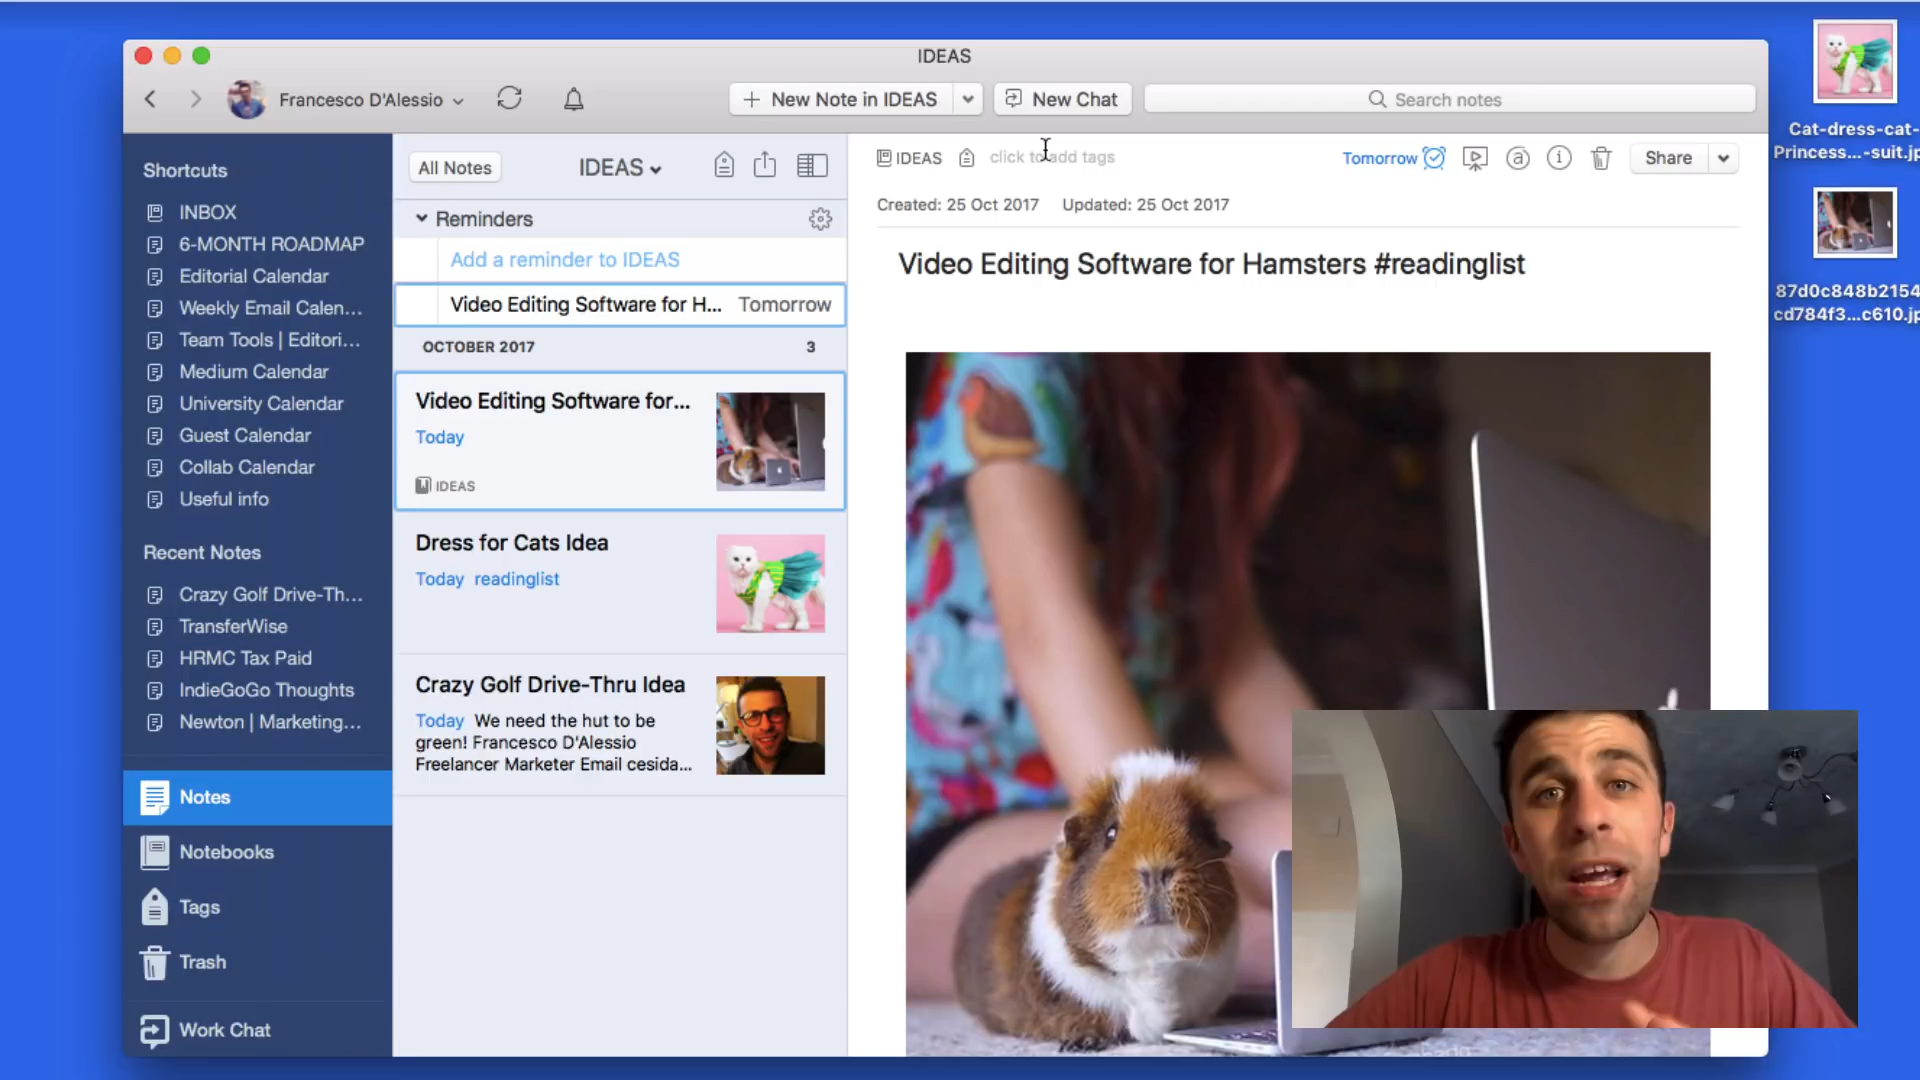 IDEAS
Francesco D'Alessio
New Note in IDEAS
New Chat
Search notes
Shortcuts
INBOX
6-MONTH ROADMAP
Editorial Calendar
Weekly Email Calen...
Team Tools | Editori...
Medium Calendar
University Calendar
Guest Calendar
Collab Calendar
Useful info
Recent Notes
Crazy Golf Drive-Th...
TransferWise
HRMC Tax Paid
IndieGoGo Thoughts
Newton | Marketing...
Notes
Notebooks
Tags
Trash
Work Chat
All Notes
IDEAS
Reminders
Add a reminder to IDEAS
Video Editing Software for H... Tomorrow
OCTOBER 2017 3
Video Editing Software for...
Today
IDEAS
Dress for Cats Idea
Today readinglist
Crazy Golf Drive-Thru Idea
Today We need the hut to be
green! Francesco D'Alessio
Freelancer Marketer Email cesida...
IDEAS click to add tags Tomorrow Share
Created: 25 Oct 2017 Updated: 25 Oct 2017
Video Editing Software for Hamsters #readinglist
Cat-dress-cat-
Princess...-suit.jp
87d0c848b2154
cd784f3...c610.jp